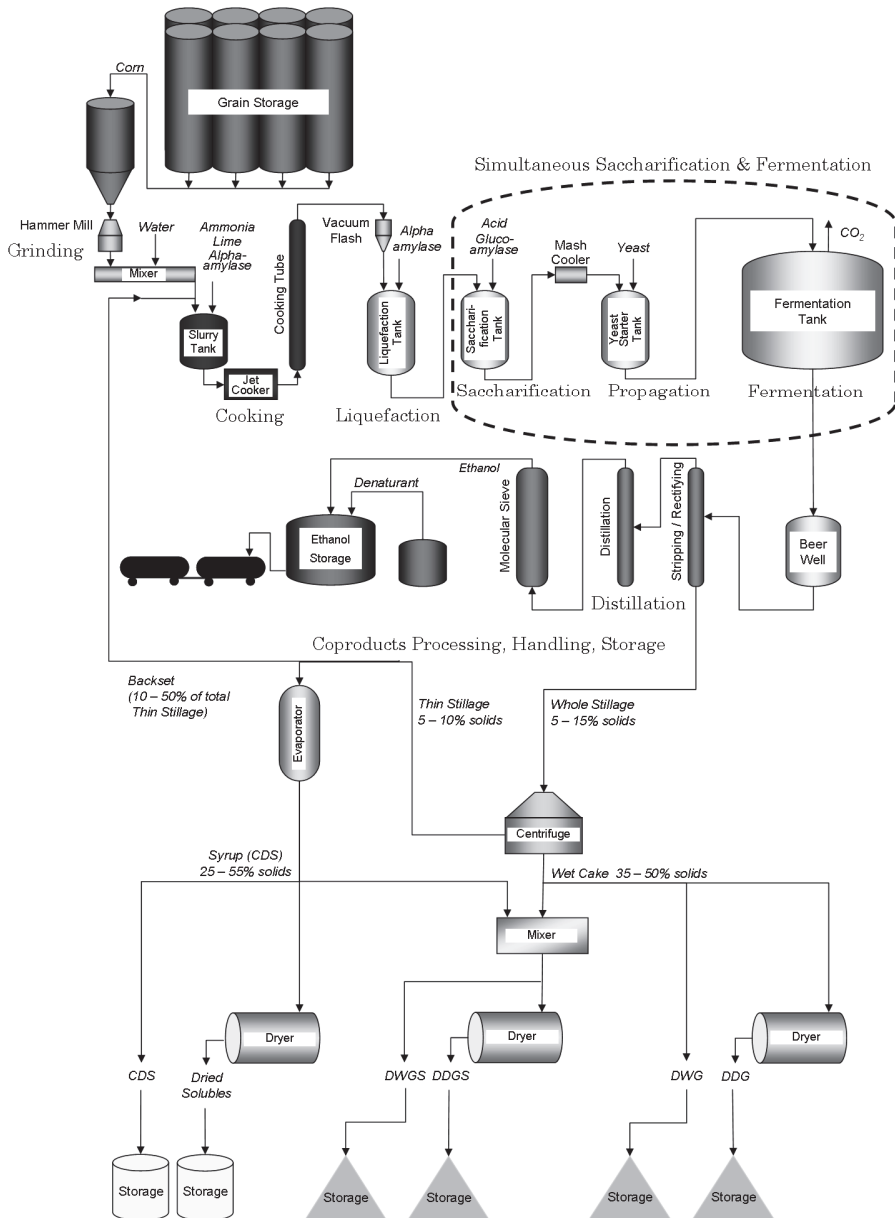 Corn
Grain Storage
Simultaneous Saccharification & Fermentation
Hammer Mill
Grinding
Water
Mixer
Ammonia
Lime
Alpha-
amylase
Slurry
Tank
Jet
Cooker
Cooking
Cooking Tube
Vacuum
Flash
Alpha
amylase
Liquefaction
Tank
Liquefaction
Acid
Gluco-
amylase
Sacchari-
fication
Tank
Saccharification
Mash
Cooler
Yeast
Yeast
Starter
Tank
Propagation
CO2
Fermentation
Tank
Fermentation
Beer
Well
Stripping / Rectifying
Distillation
Distillation
Molecular Sieve
Ethanol
Denaturant
Ethanol
Storage
Coproducts Processing, Handling, Storage
Backset
(10 – 50% of total
Thin Stillage)
Evaporator
Thin Stillage
5 – 10% solids
Whole Stillage
5 – 15% solids
Centrifuge
Syrup (CDS)
25 – 55% solids
Wet Cake 35 – 50% solids
Mixer
Dryer
Dryer
Dryer
CDS
Dried
Solubles
DWGS
DDGS
DWG
DDG
Storage
Storage
Storage
Storage
Storage
Storage